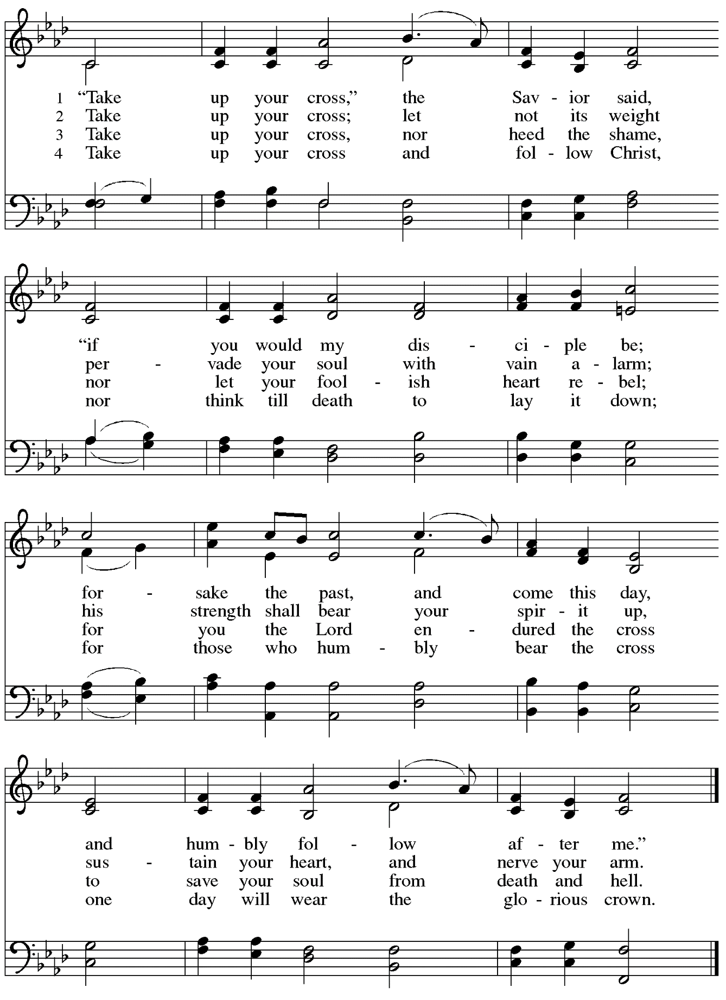 1 “Take up your cross,” the Sav - ior said,
2 Take up your cross; let not its weight
3 Take up your cross, nor heed the shame,
4 Take up your cross and fol - low Christ,
“if you would my dis - ci - ple be;
per - vade your soul with vain a - larm;
nor let your fool - ish heart re - bel;
nor think till death to lay it down;
for - sake the past, and come this day,
his strength shall bear your spir - it up,
for you the Lord en - dured the cross
for those who hum - bly bear the cross
and hum - bly fol - low af - ter me.”
sus - tain your heart, and nerve your arm.
to save your soul from death and hell.
one day will wear the glo - rious crown.